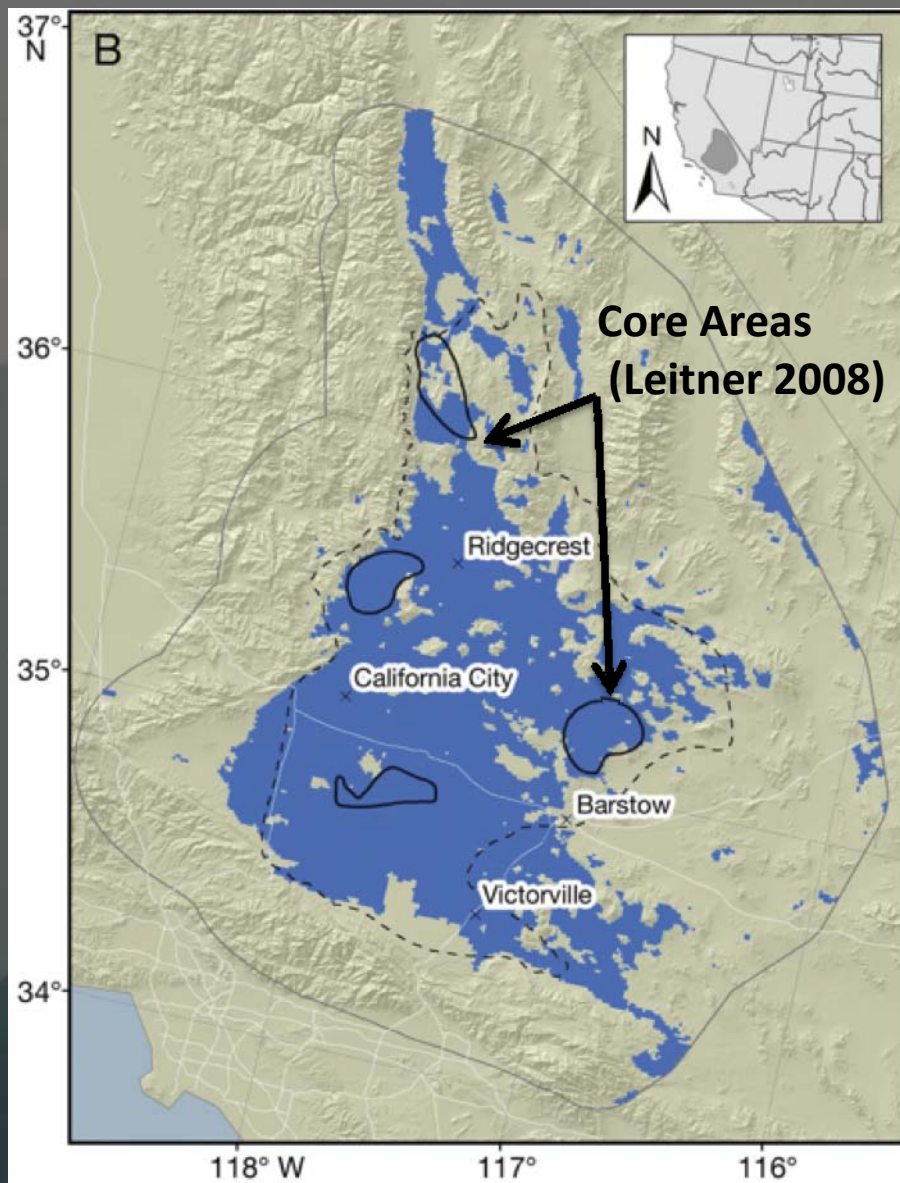 37°
N
B
N
Core Areas
(Leitner 2008)
36°
Ridgecrest
35°
California City
Barstow
Victorville
34°
118° W
117°
116°